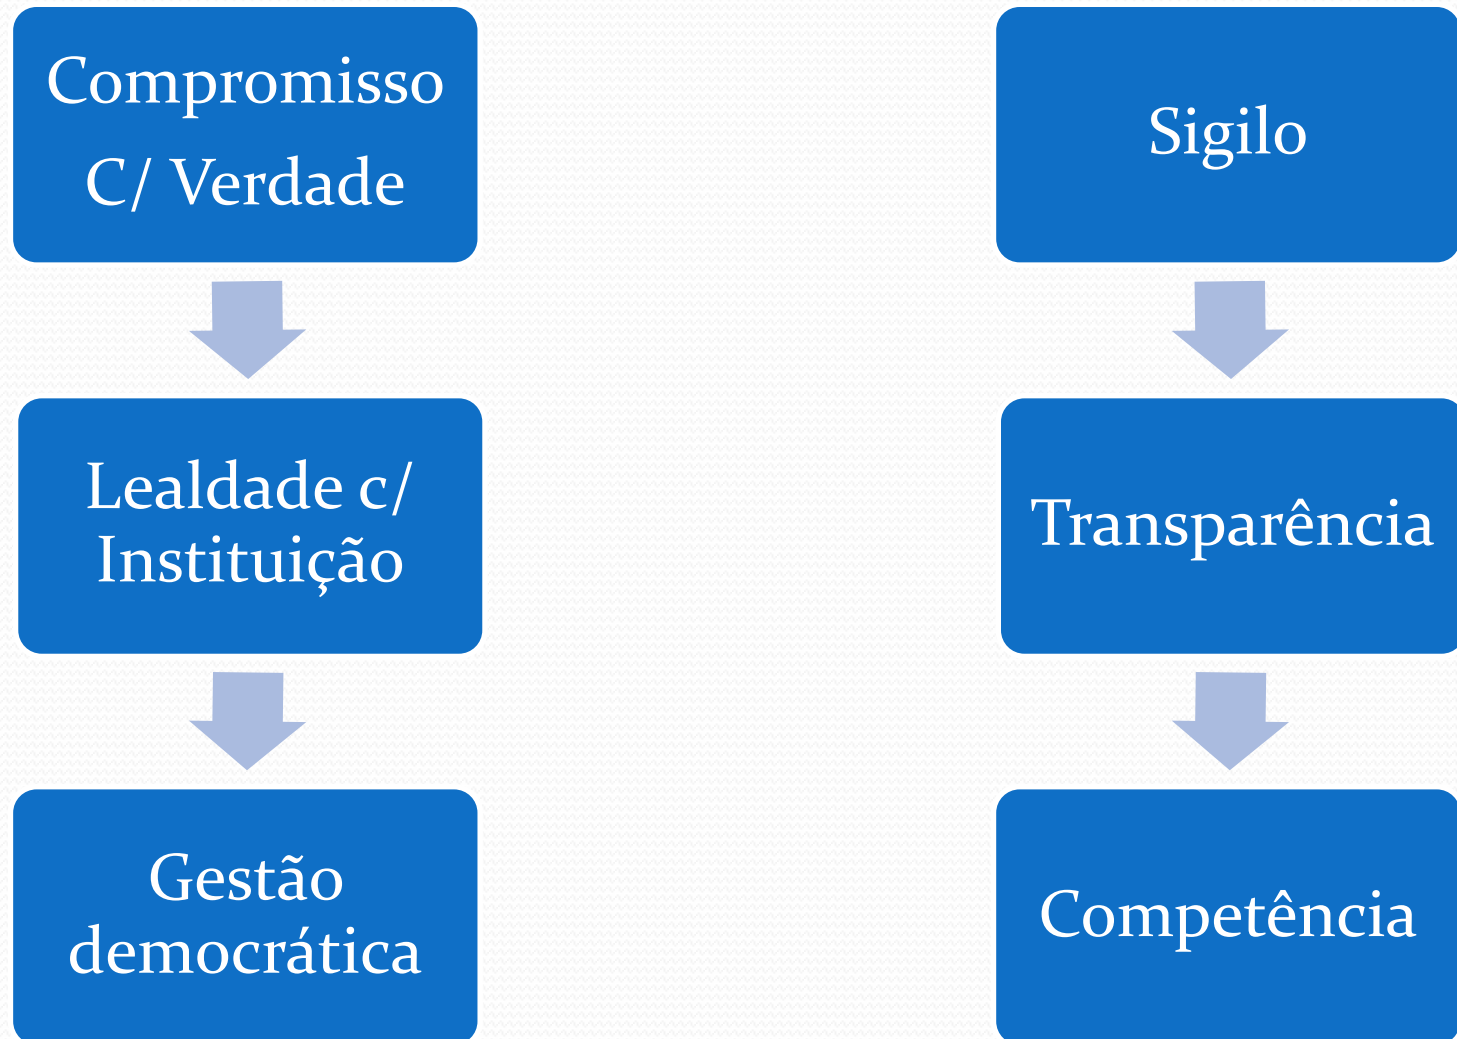 Compromisso
C/ Verdade
Lealdade c/
Instituição
Gestão
democrática
Sigilo
Transparência
Competência